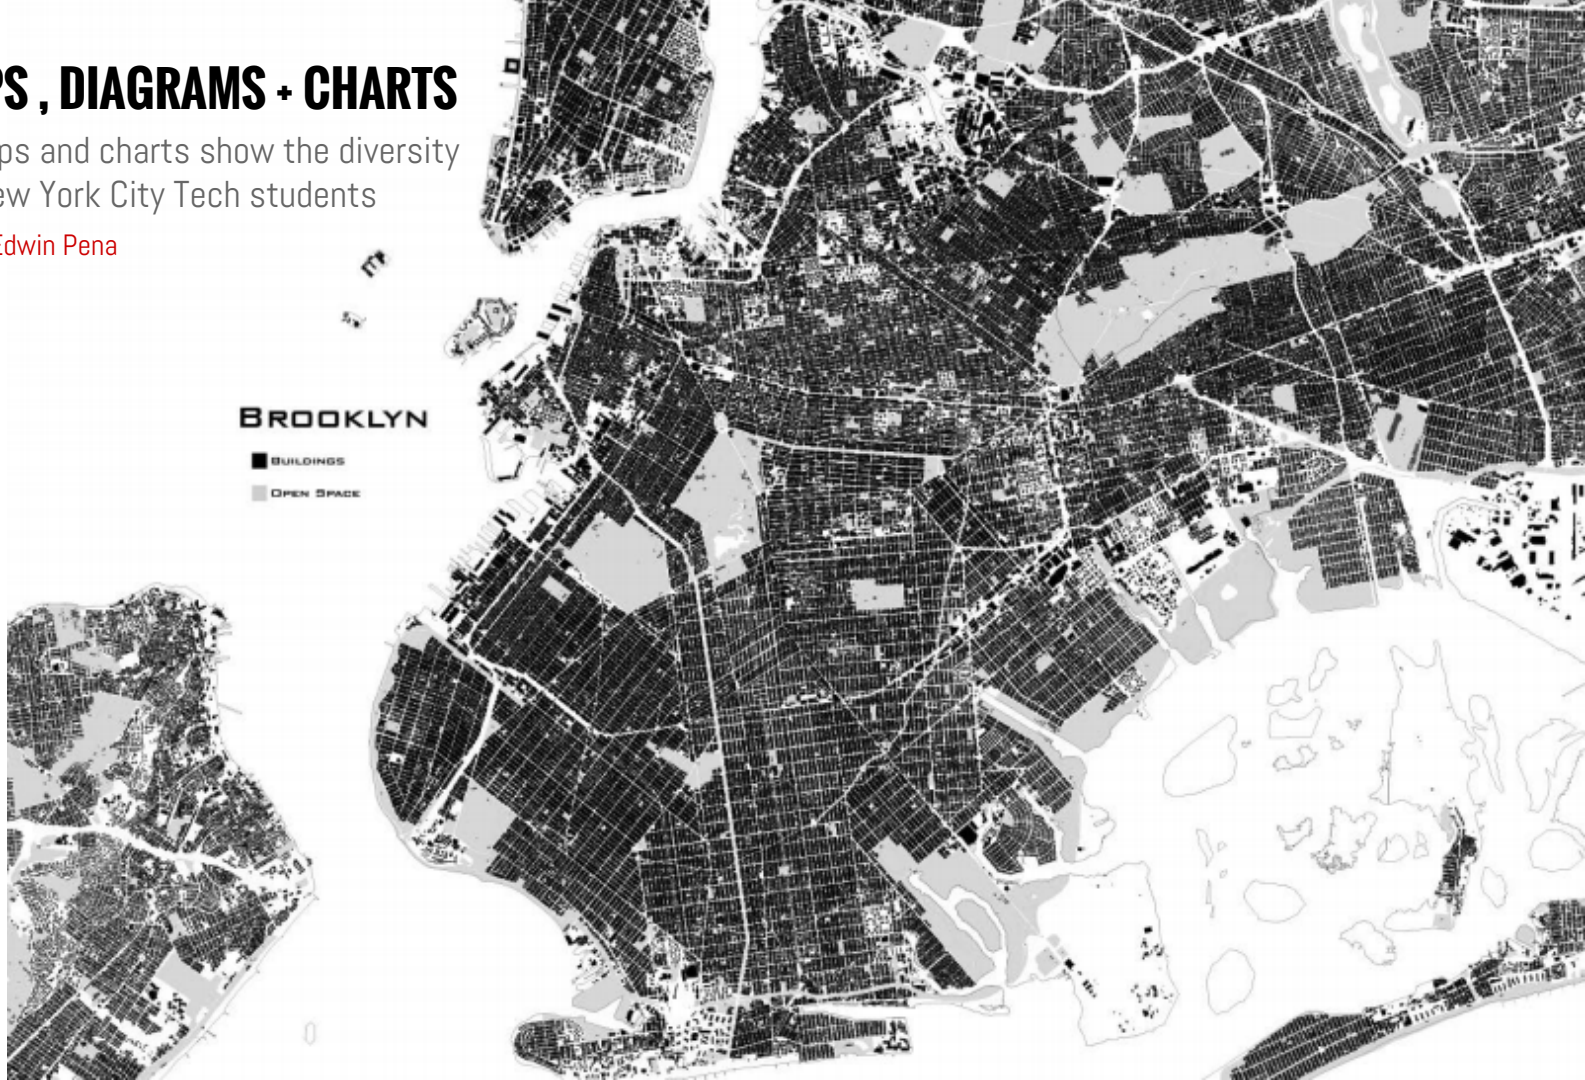 PS , DIAGRAMS + CHARTS
ps and charts show the diversity
ew York City Tech students
Edwin Pena
BROOKLYN
BUILDINGS
OPEN SPACE